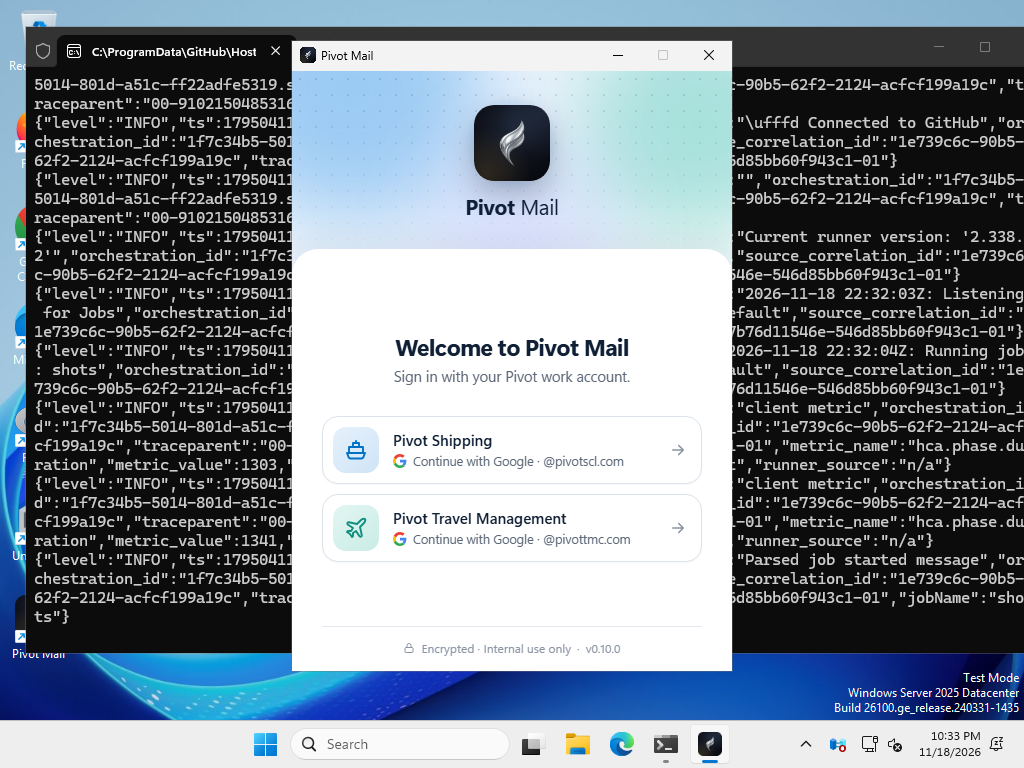 C:\ProgramData\GitHub\Host
Pivot Mail
5014-801d-a51c-ff22adfe5319.s
raceparent":"00-9102150485316
{"level":"INFO","ts":17950411
chestration_id":"1f7c34b5-501
62f2-2124-acfcf199a19c","trac
{"level":"INFO","ts":17950411
5014-801d-a51c-ff22adfe5319.s
raceparent":"00-9102150485316
{"level":"INFO","ts":17950411
2'","orchestration_id":"1f7c3
c-90b5-62f2-2124-acfcf199a19c
{"level":"INFO","ts":17950411
for Jobs","orchestration_id"
1e739c6c-90b5-62f2-2124-acfcf
{"level":"INFO","ts":17950411
: shots","orchestration_id":"
739c6c-90b5-62f2-2124-acfcf19
{"level":"INFO","ts":17950411
d":"1f7c34b5-5014-801d-a51c-f
cf199a19c","traceparent":"00-
ration","metric_value":1303,"
{"level":"INFO","ts":17950411
d":"1f7c34b5-5014-801d-a51c-f
cf199a19c","traceparent":"00-
ration","metric_value":1341,"
{"level":"INFO","ts":17950411
chestration_id":"1f7c34b5-501
62f2-2124-acfcf199a19c","trac
ts"}
Pivot Mail
Welcome to Pivot Mail
Sign in with your Pivot work account.
Pivot Shipping
Continue with Google · @pivotscl.com
Pivot Travel Management
Continue with Google · @pivottmc.com
Encrypted · Internal use only · v0.10.0
c-90b5-62f2-2124-acfcf199a19c","t
"\ufffd Connected to GitHub","or
e_correlation_id":"1e739c6c-90b5-
d85bb60f943c1-01"}
"","orchestration_id":"1f7c34b5-
c-90b5-62f2-2124-acfcf199a19c","t
"Current runner version: '2.338.
"source_correlation_id":"1e739c6
546e-546d85bb60f943c1-01"}
"2026-11-18 22:32:03Z: Listening
efault","source_correlation_id":"
7b76d11546e-546d85bb60f943c1-01"}
2026-11-18 22:32:04Z: Running job
ault","source_correlation_id":"1e
76d11546e-546d85bb60f943c1-01"}
"client metric","orchestration_i
_id":"1e739c6c-90b5-62f2-2124-acf
-01","metric_name":"hca.phase.du
","runner_source":"n/a"}
"client metric","orchestration_i
_id":"1e739c6c-90b5-62f2-2124-acf
-01","metric_name":"hca.phase.du
"runner_source":"n/a"}
"Parsed job started message","or
e_correlation_id":"1e739c6c-90b5-
d85bb60f943c1-01","jobName":"sho
Pivot Mail
Test Mode
Windows Server 2025 Datacenter
Build 26100.ge_release.240331-1435
Search
10:33 PM
11/18/2026